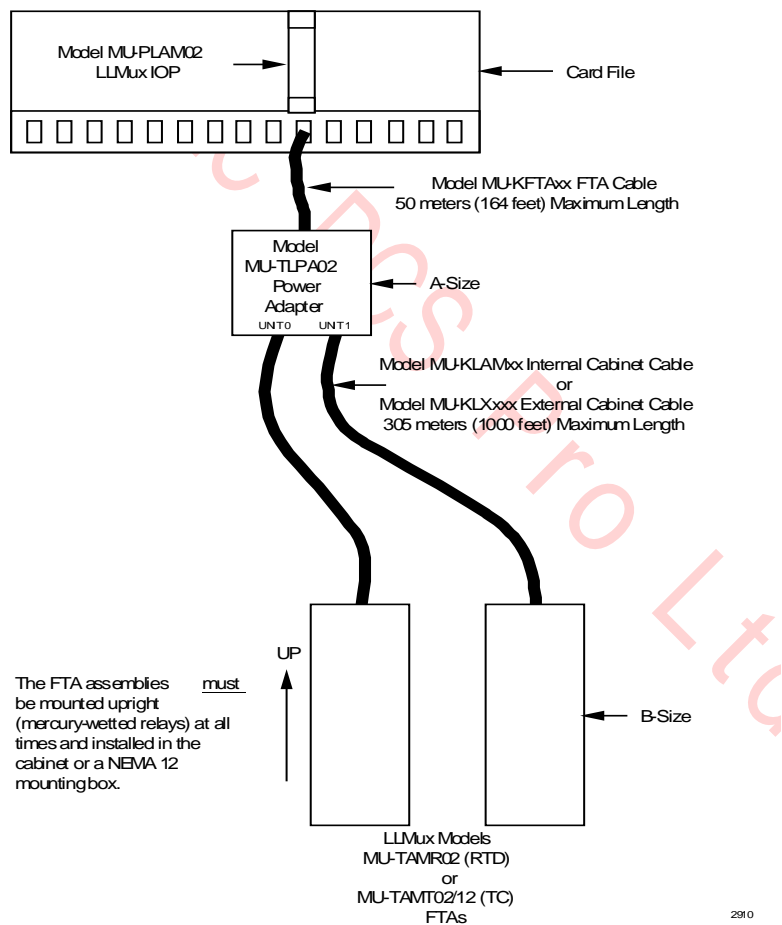 Model MU-PLAM02
LLMux IOP
Card File
Model MU-KFTAxx FTA Cable
50 meters (164 feet) Maximum Length
Model
MU-TLPA02
Power
Adapter
UNIT0 UNIT1
A-Size
Model MU-KLAMxx Internal Cabinet Cable
or
Model MU-KLXxxx External Cabinet Cable
305 meters (1000 feet) Maximum Length
UP
The FTA assemblies must
be mounted upright
(mercury-wetted relays) at all
times and installed in the
cabinet or a NEMA 12
mounting box.
B-Size
LLMux Models
MU-TAMR02 (RTD)
or
MU-TAMT02/12 (TC)
FTAs
2910
c DCS Pro Ltd